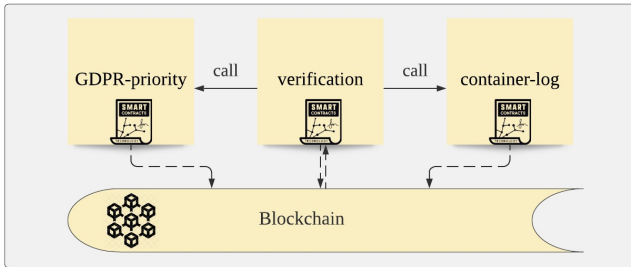 call
call
GDPR-priority
verification
container-log
SMART
CONTRACTS
SMART
CONTRACTS
SMART
CONTRACTS
Blockchain